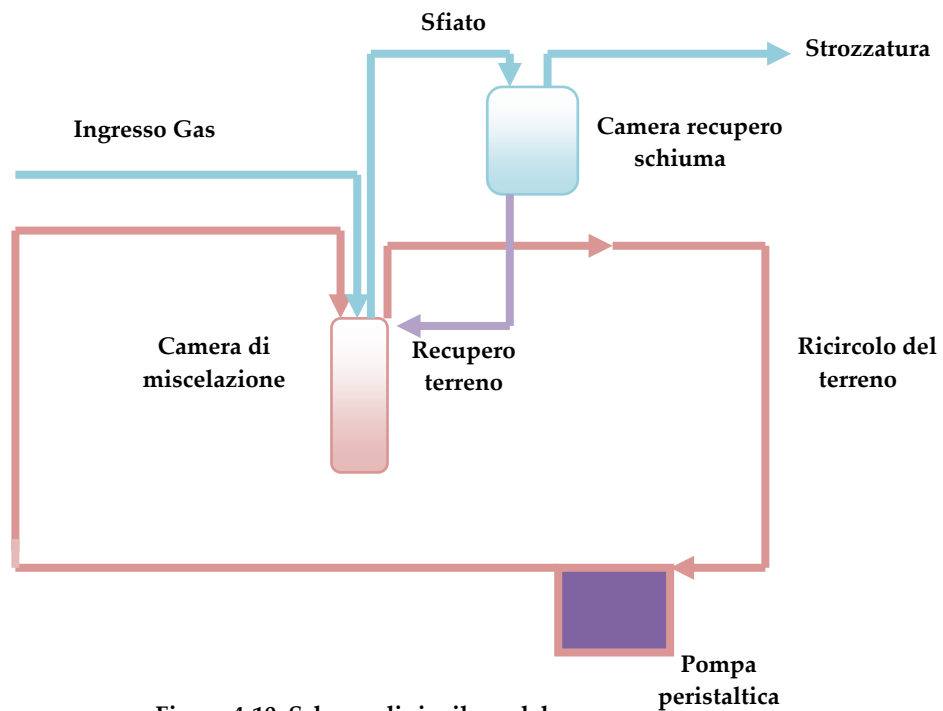 Sfiato
Strozzatura
Ingresso Gas
Camera recupero
schiuma
Camera di
miscelazione
Recupero
terreno
Ricircolo del
terreno
Pompa
peristaltica